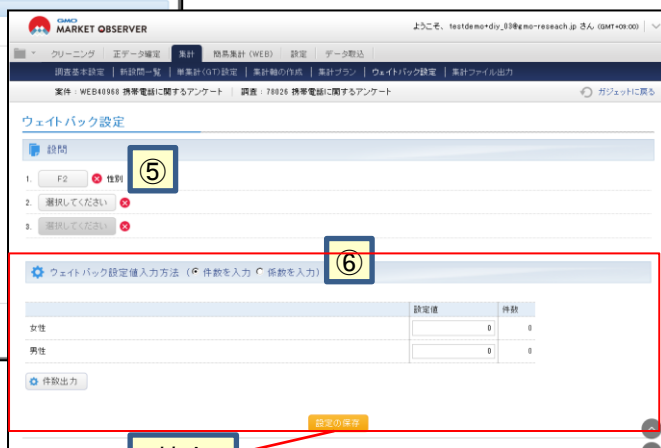 GMO
MARKET OBSERVER
ようこそ、testdemo+diy_03@gmo-reseach.jp さん (GMT+09:00)
クリーニング 正データ確定 集計 簡易集計 (WEB) 設定 データ取込
調査基本設定 新設問一覧 単集計(GT)設定 集計軸の作成 集計プラン ウェイトバック設定 集計ファイル出力
案件:WEB40968 携帯電話に関するアンケート 調査:78026 携帯電話に関するアンケート ガジェットに戻る
ウェイトバック設定
設問
⑤
1. F2 性別
2. 選択してください
3. 選択してください
⑥
ウェイトバック設定値入力方法 (件数を入力 係数を入力)
設定値 件数
女性 0 0
男性 0 0
件数出力
設定の保存